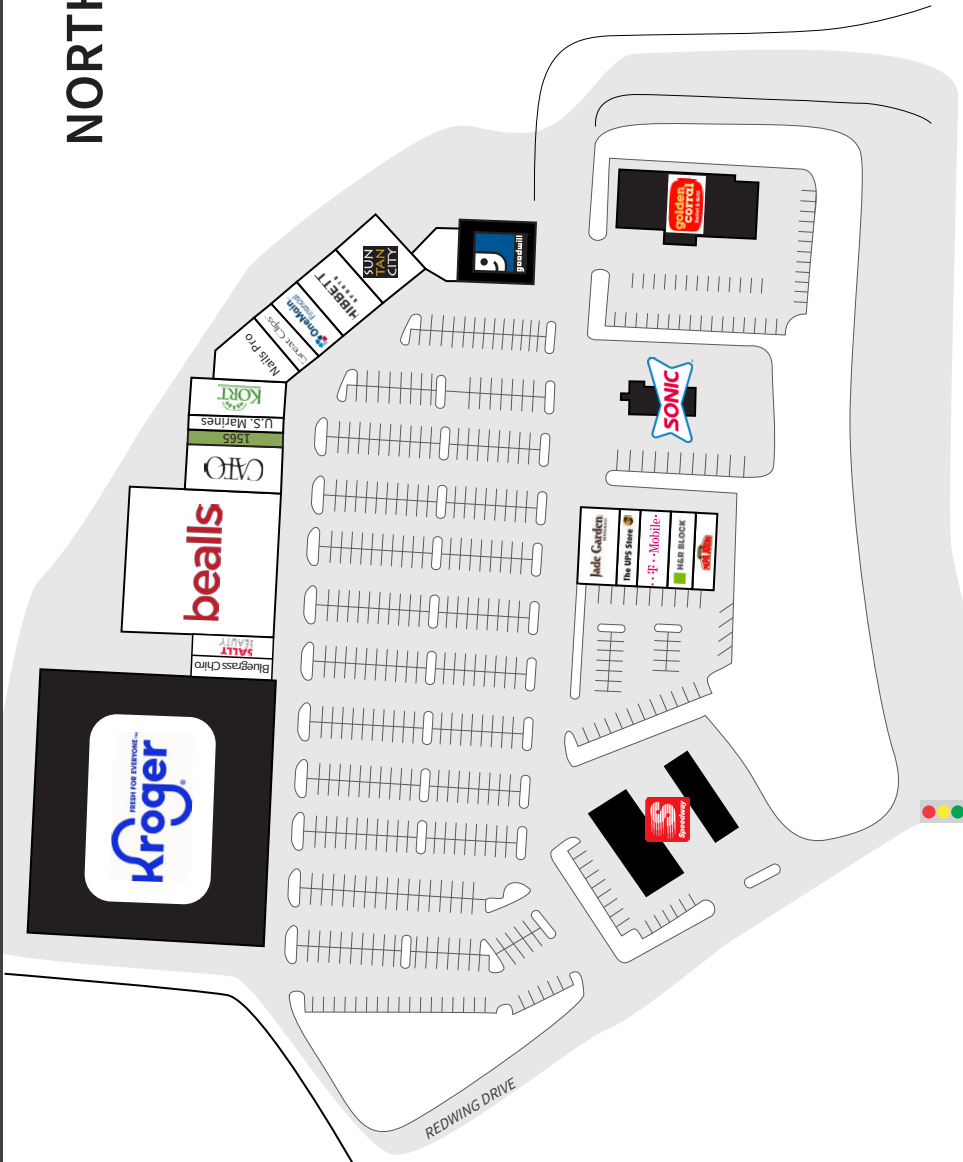 NORTH
golden
corral
goodwill
SUN
TAN
CITY
HIBBETT
SPORTS
OneMain
Financial
Great Clips
Nails Pro
KORT
U.S. Marines
1565
CATO
bealls
SALLY
BEAUTY
Bluegrass Chiro
FRESH FOR EVERYONE™
Kroger®
SONIC
Jade Garden
The UPS Store
T··Mobile·
H&R BLOCK
S
Speedway
REDWING DRIVE